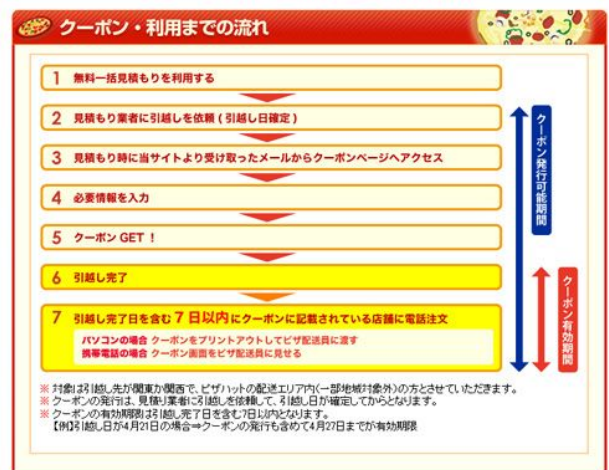 クーポン・利用までの流れ
1 無料一括見積もりを利用する
2 見積もり業者に引越しを依頼 ( 引越し日確定 )
3 見積もり時に当サイトより受け取ったメールからクーポンページへアクセス
4 必要情報を入力
5 クーポン GET !
6 引越し完了
7 引越し完了日を含む 7 日以内にクーポンに記載されている店舗に電話注文
パソコンの場合 クーポンをプリントアウトしてピザ配送員に渡す
携帯電話の場合 クーポン画面をピザ配送員に見せる
クーポン発行可能期間
クーポン有効期間
※ 対象は引越し先が関東か関西で、ピザハットの配送エリア内(一部地域対象外)の方とさせていただきます。
※ クーポンの発行は、見積り業者に引越しを依頼して、引越し日が確定してからとなります。
※ クーポンの有効期限は引越し完了日を含む7日以内となります。
【例】引越し日が4月21日の場合⇒クーポンの発行も含めて4月27日までが有効期限